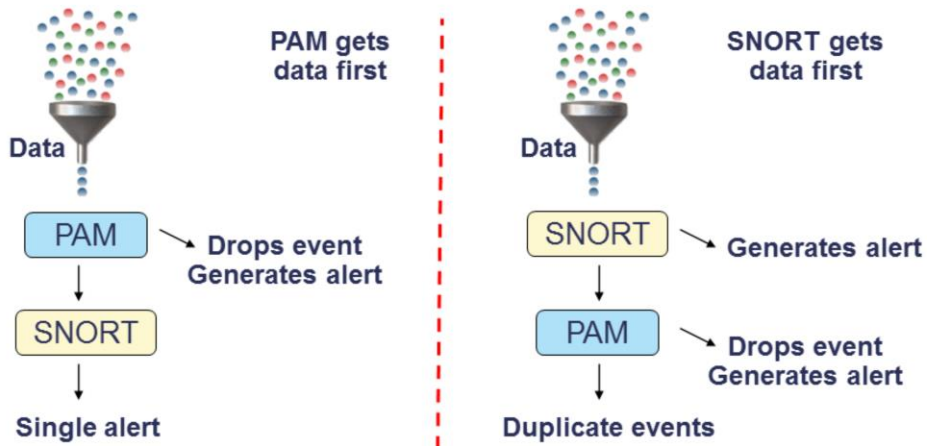 PAM gets
data first
Data
PAM
Drops event
Generates alert
SNORT
Single alert
SNORT gets
data first
Data
SNORT
Generates alert
PAM
Drops event
Generates alert
Duplicate events